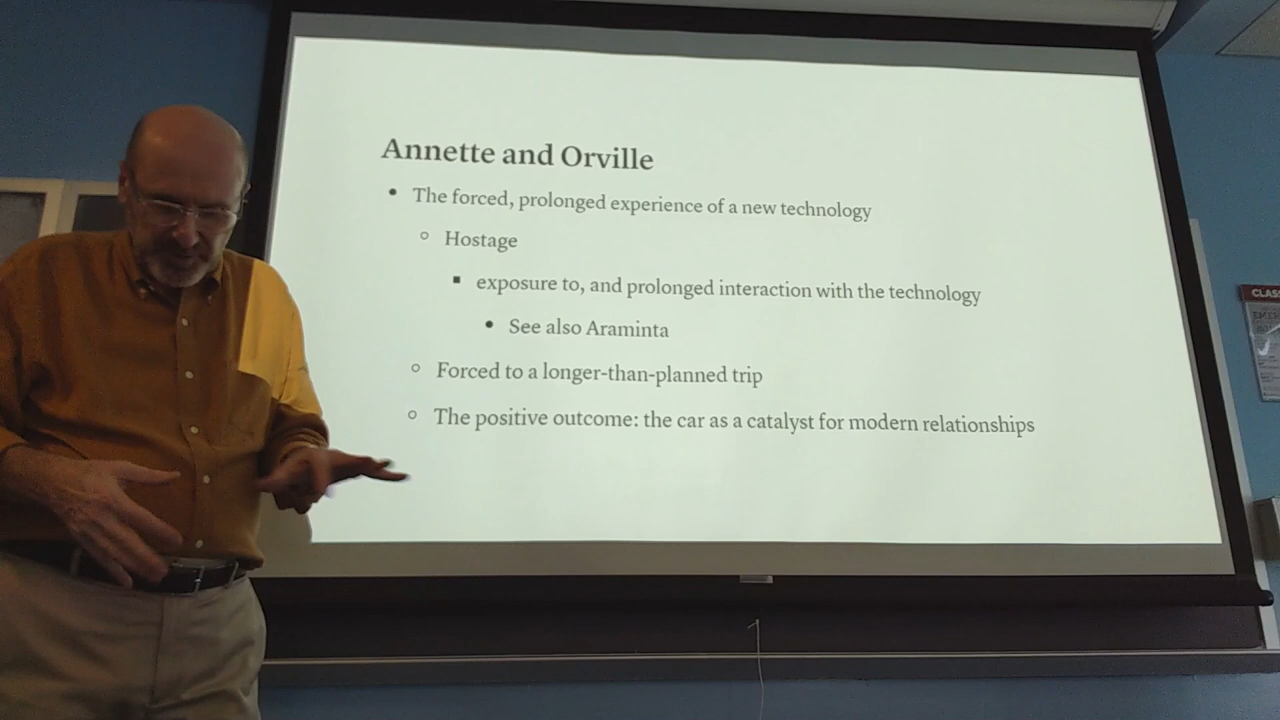 Annette and Orville
• The forced, prolonged experience of a new technology
○ Hostage
▪ exposure to, and prolonged interaction with the technology
• See also Araminta
○ Forced to a longer-than-planned trip
○ The positive outcome: the car as a catalyst for modern relationships
CLAS